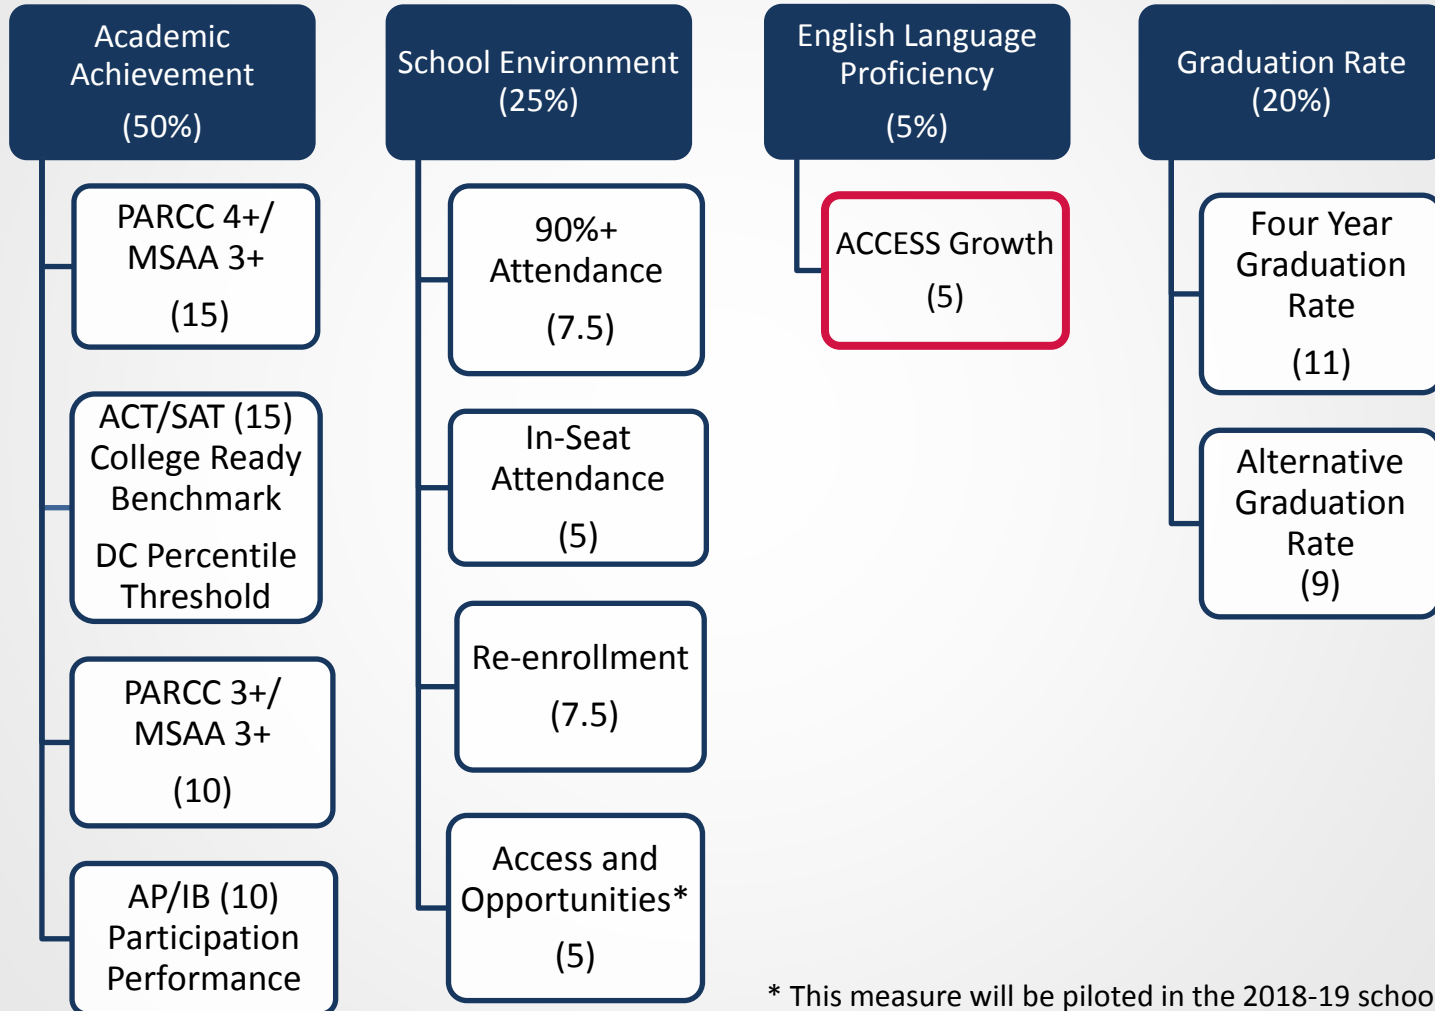 Academic
Achievement
(50%)
PARCC 4+/
MSAA 3+
(15)
ACT/SAT (15)
College Ready
Benchmark
DC Percentile
Threshold
PARCC 3+/
MSAA 3+
(10)
AP/IB (10)
Participation
Performance
School Environment
(25%)
90%+
Attendance
(7.5)
In-Seat
Attendance
(5)
Re-enrollment
(7.5)
Access and
Opportunities*
(5)
English Language
Proficiency
(5%)
ACCESS Growth
(5)
Graduation Rate
(20%)
Four Year
Graduation
Rate
(11)
Alternative
Graduation
Rate
(9)
* This measure will be piloted in the 2018-19 school